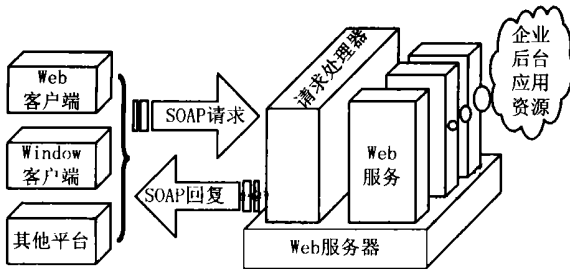 Web
客户端
Window
客户端
其他平台
SOAP请求
SOAP回复
请求处理器
Web
服务
Web服务器
企业
后台
应用
资源